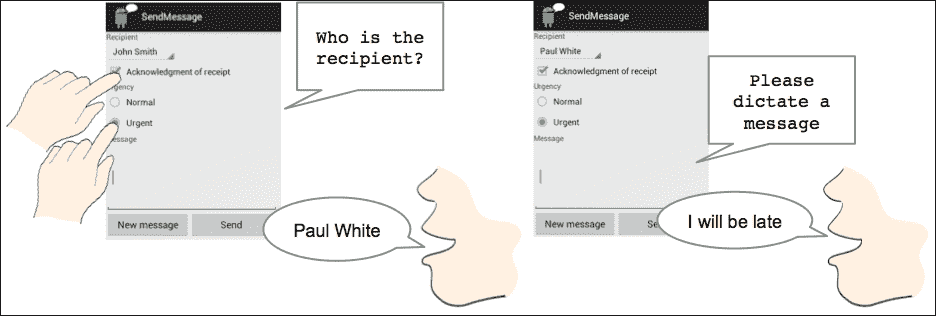 SendMessage
Recipient
John Smith
Acknowledgment of receipt
rgency
Normal
Urgent
Message
New message
Send
Who is the
recipient?
Paul White
SendMessage
Recipient
Paul White
Acknowledgment of receipt
Urgency
Normal
Urgent
Message
New message
Se
Please
dictate a
message
I will be late